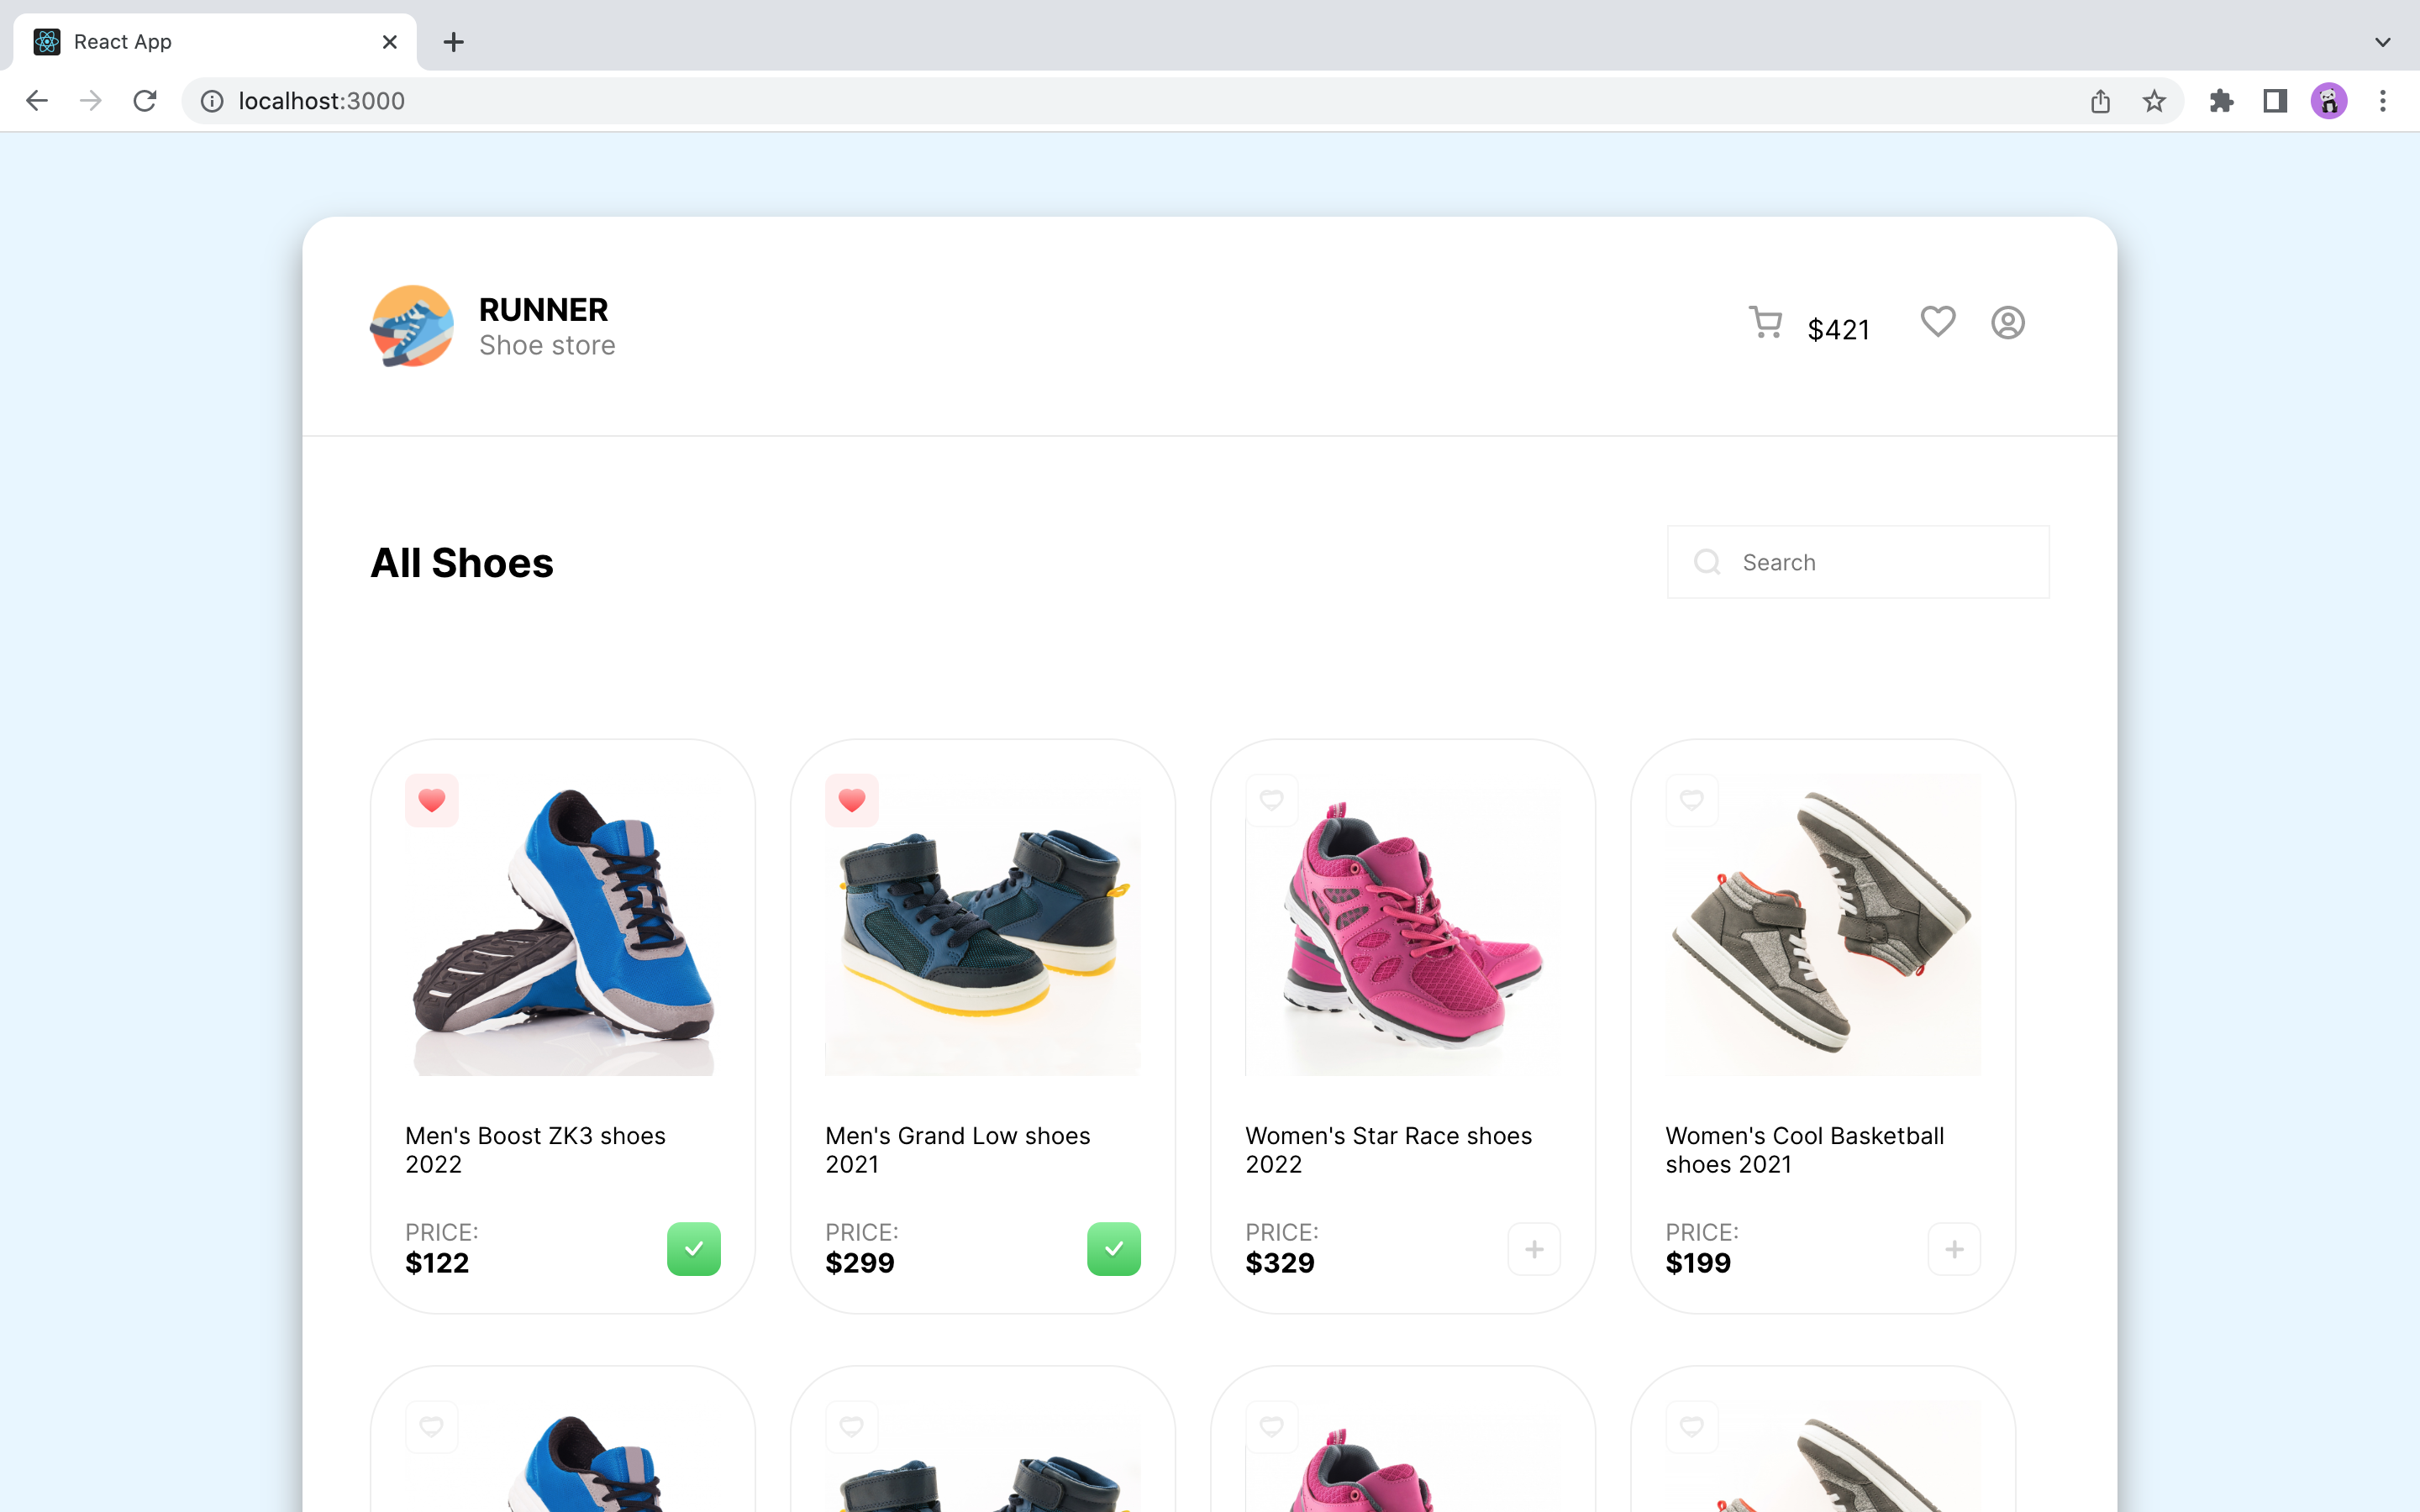 React App
localhost:3000
RUNNER
Shoe store
$421
All Shoes
Search
Men's Boost ZK3 shoes
2022
PRICE:
$122
Men's Grand Low shoes
2021
PRICE:
$299
Women's Star Race shoes
2022
PRICE:
$329
Women's Cool Basketball
shoes 2021
PRICE:
$199